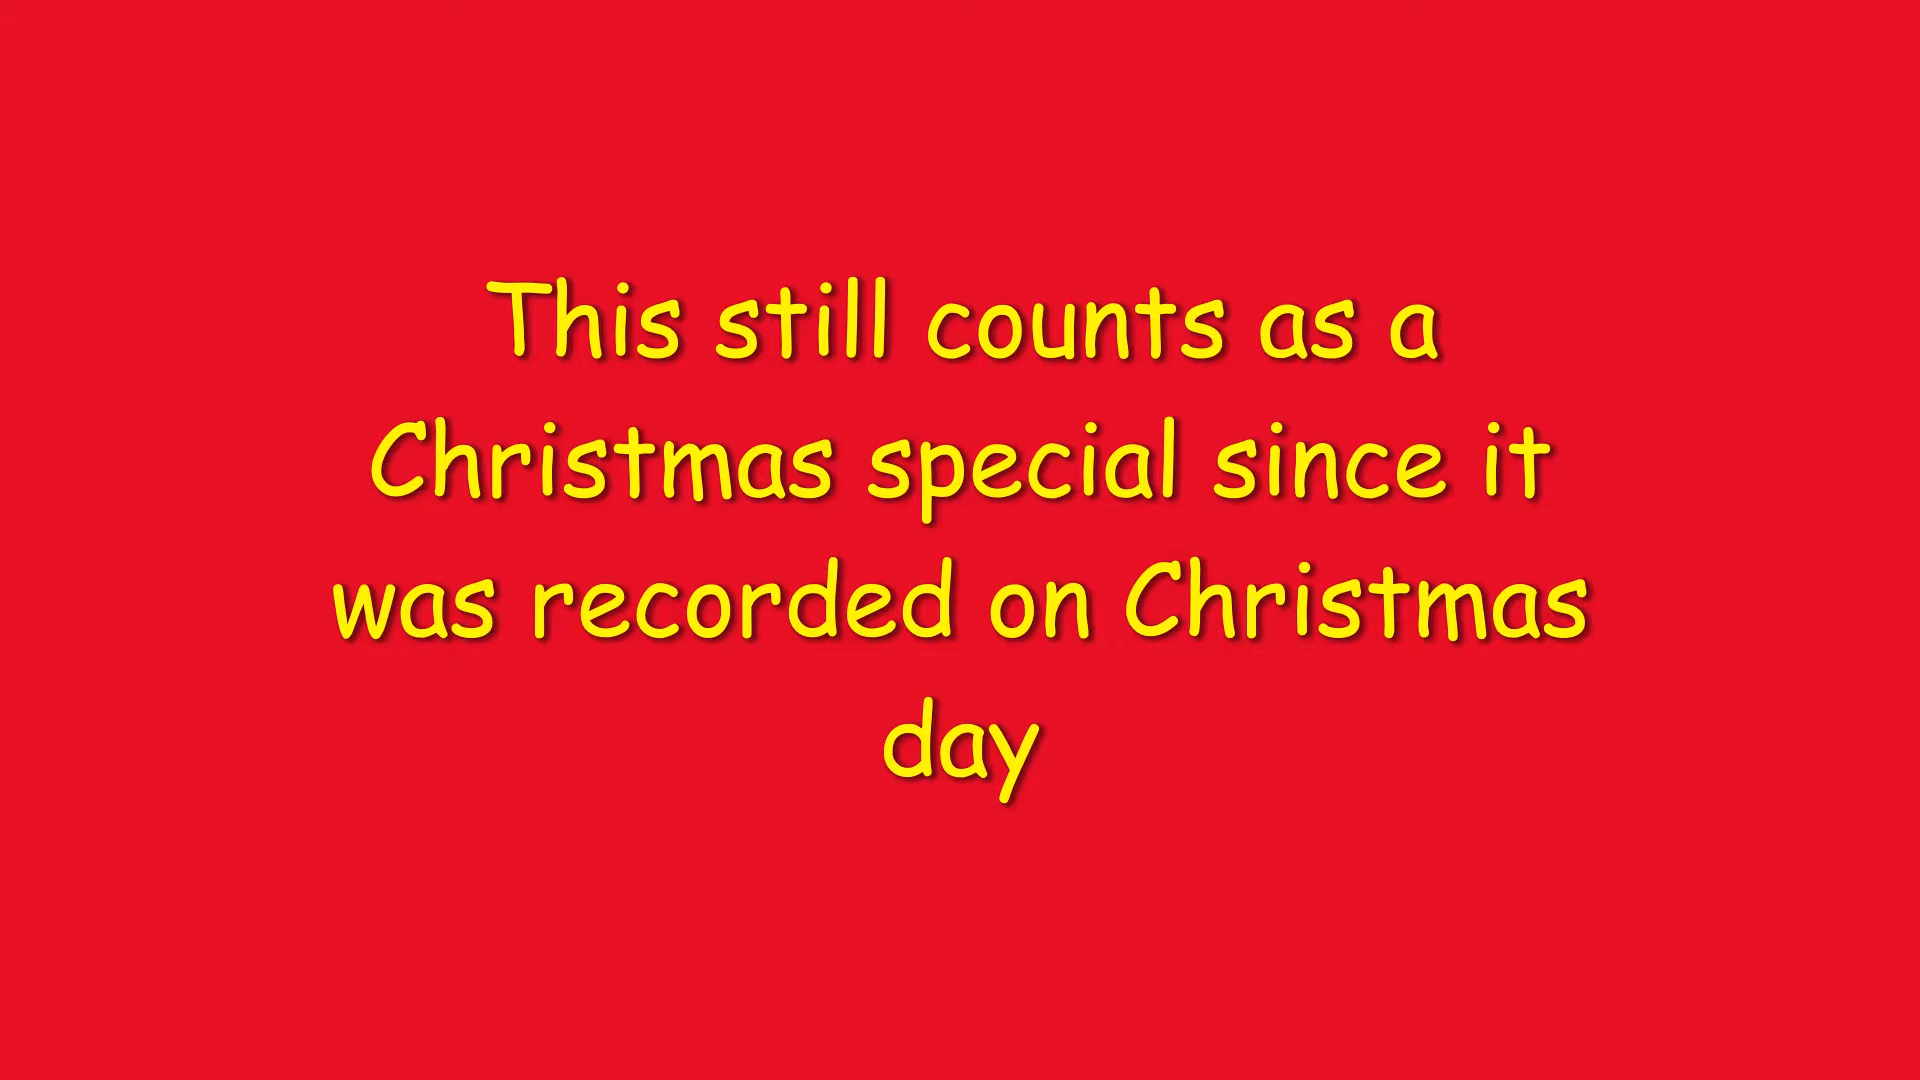 This still counts as a
Christmas special since it
was recorded on Christmas
day